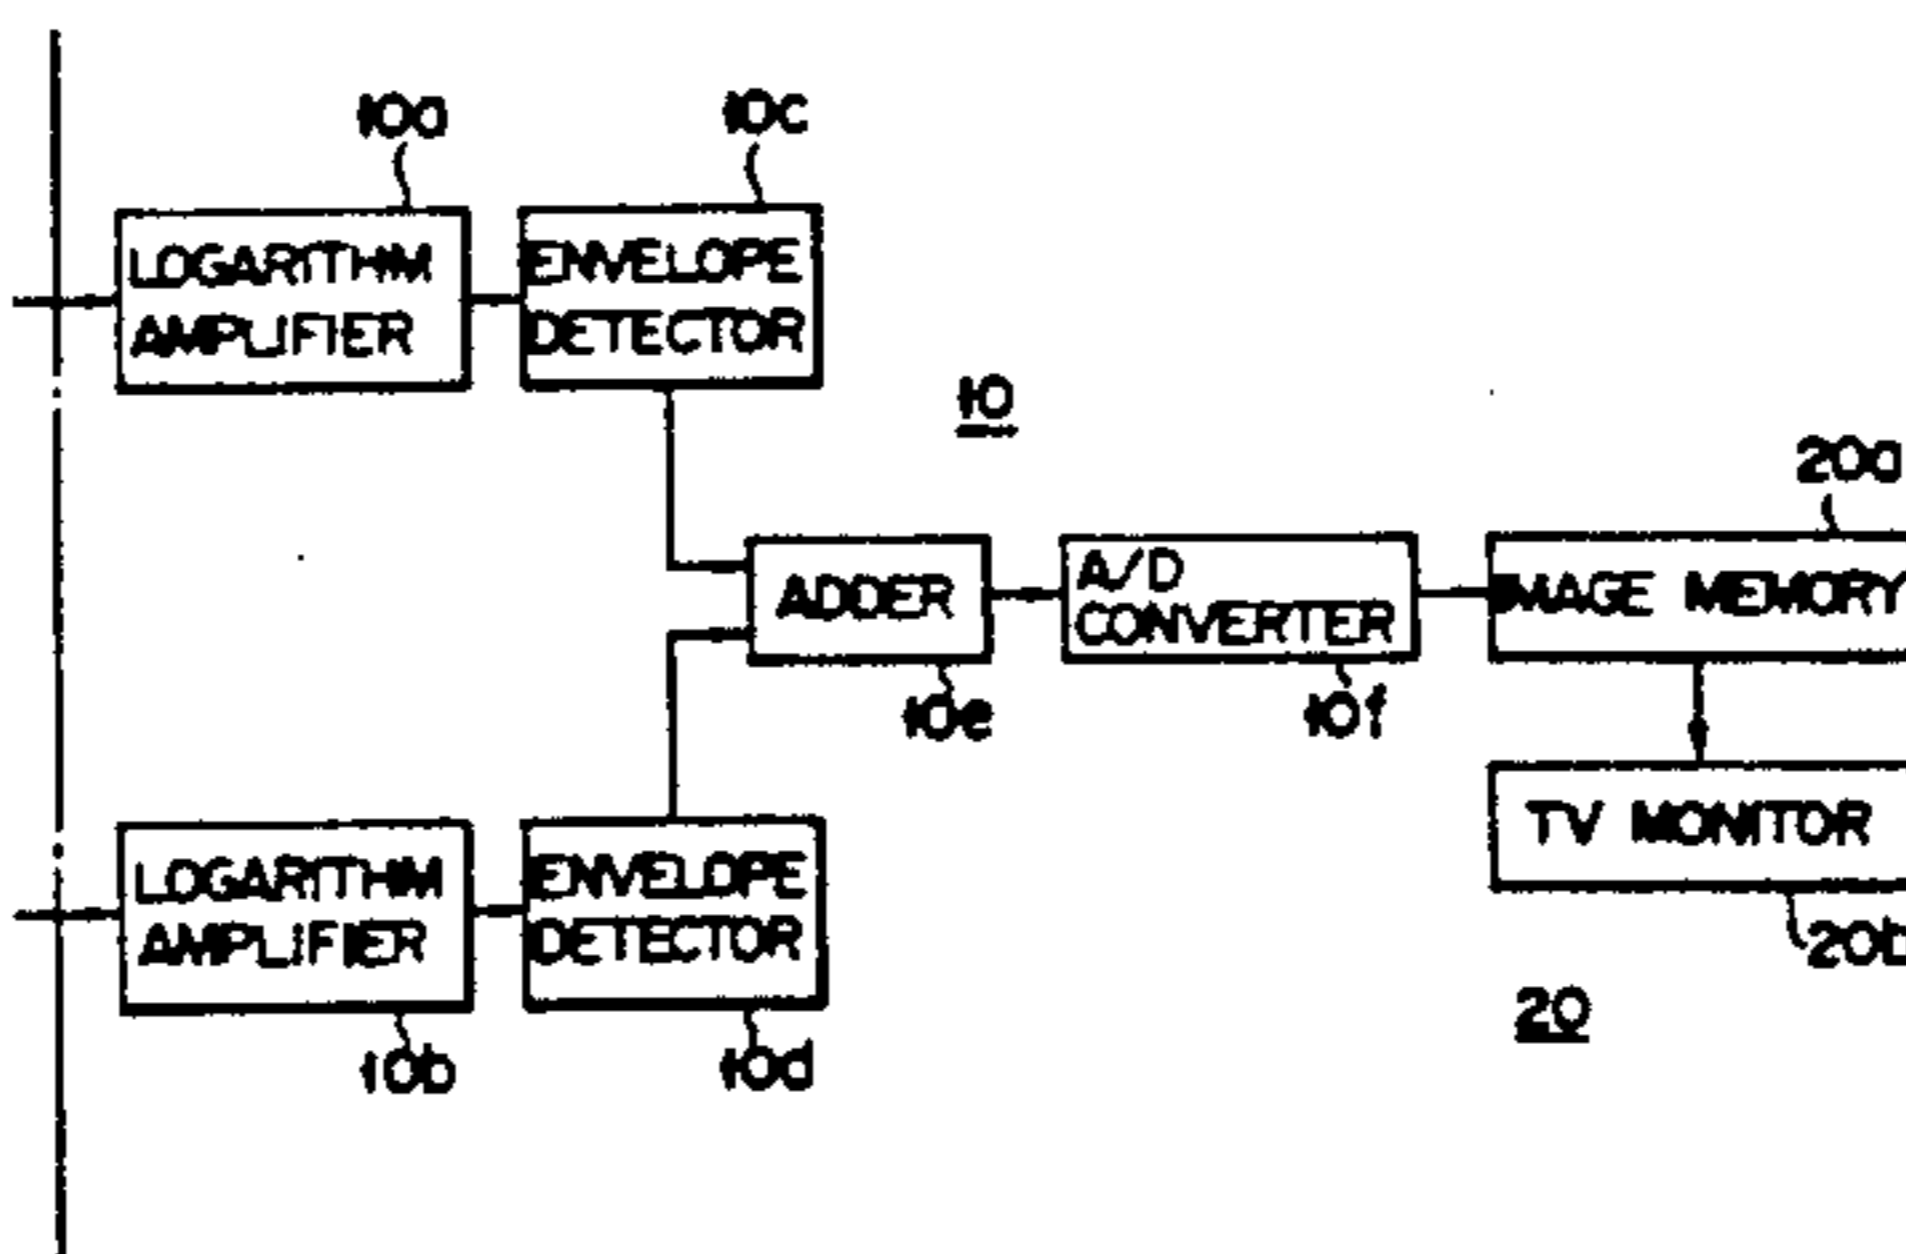 10a
10c
LOGARITHM
AMPLIFIER
ENVELOPE
DETECTOR
10
20a
ADDER
A/D
CONVERTER
IMAGE MEMORY
10e
10f
TV MONITOR
LOGARITHM
AMPLIFIER
ENVELOPE
DETECTOR
20b
20
10b
10d